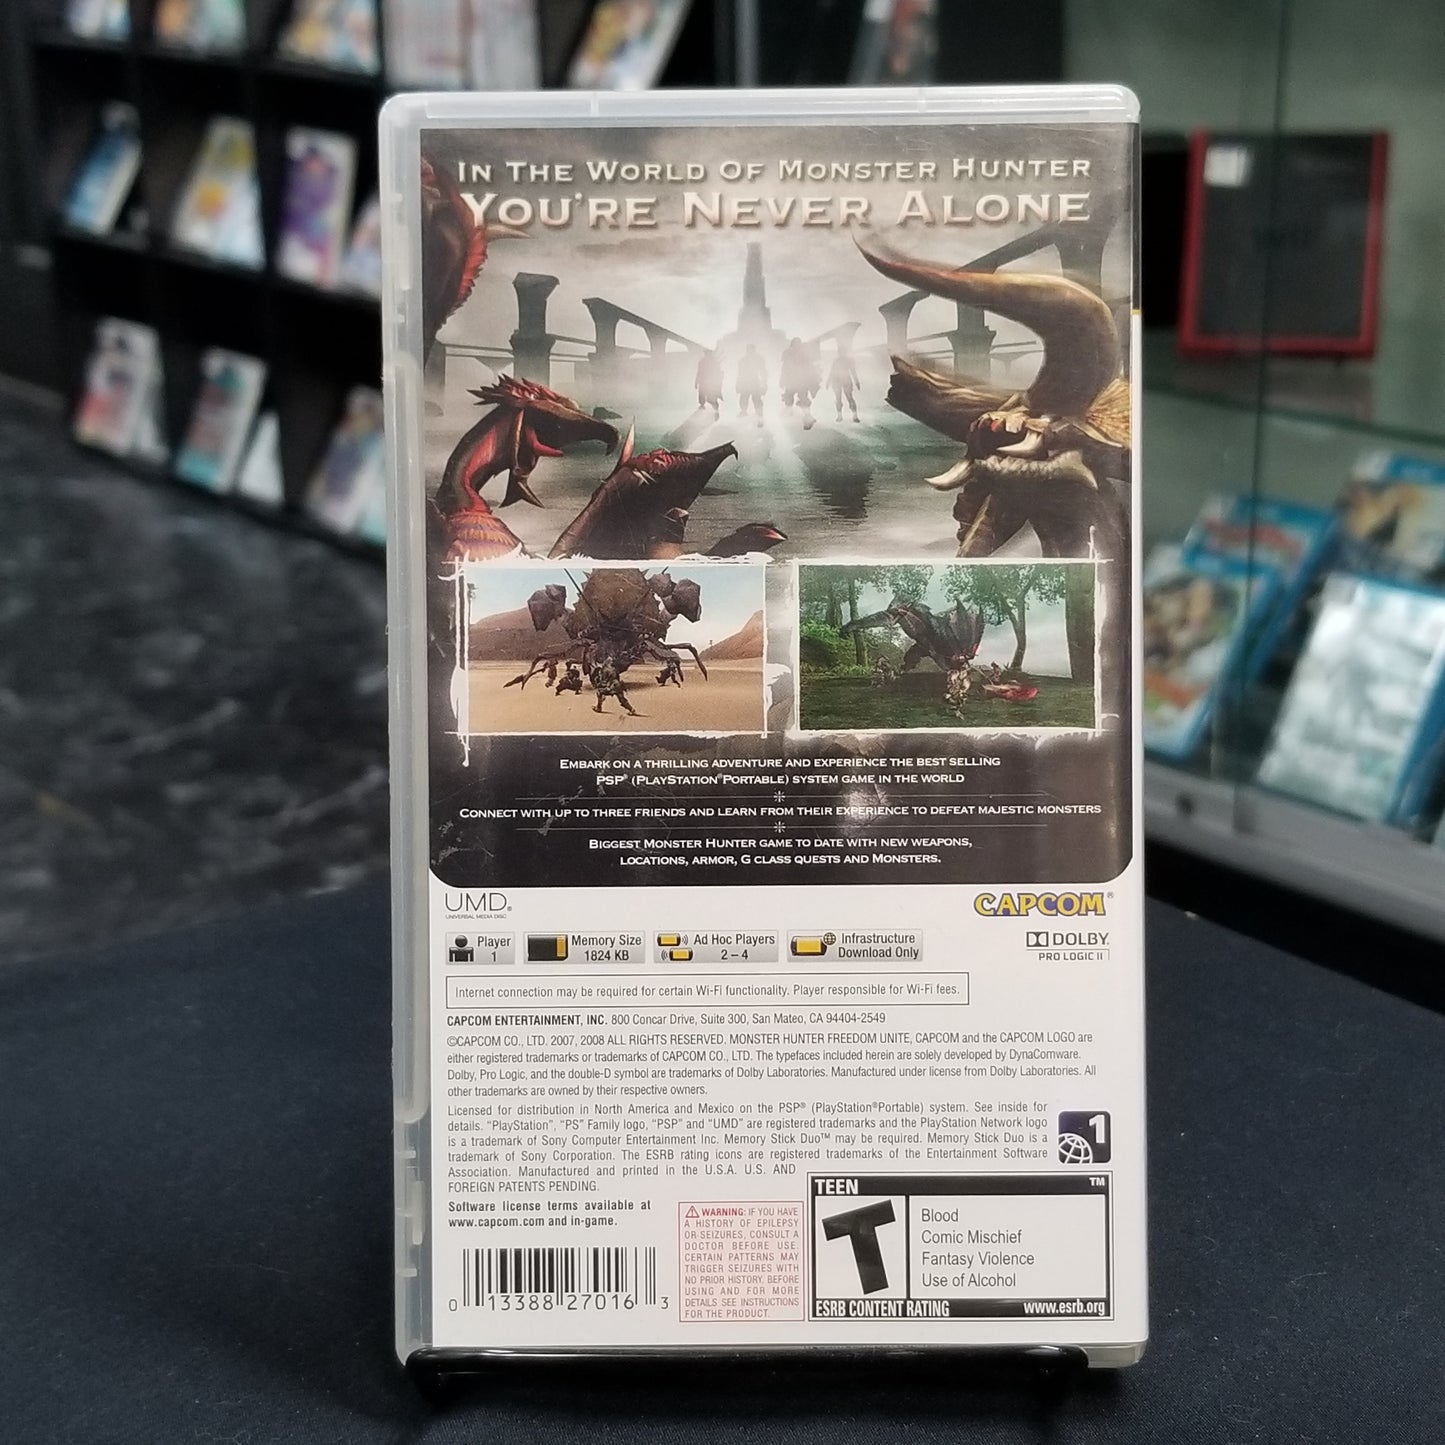 IN THE WORLD OF MONSTER HUNTER
YOU'RE NEVER ALONE
EMBARK ON A THRILLING ADVENTURE AND EXPERIENCE THE BEST SELLING
PSP® (PLAYSTATION®PORTABLE) SYSTEM GAME IN THE WORLD
CONNECT WITH UP TO THREE FRIENDS AND LEARN FROM THEIR EXPERIENCE TO DEFEAT MAJESTIC MONSTERS
BIGGEST MONSTER HUNTER GAME TO DATE WITH NEW WEAPONS,
LOCATIONS, ARMOR, G CLASS QUESTS AND MONSTERS.
UMD®
UNIVERSAL MEDIA DISC
CAPCOM®
Player
1
Memory Size
1824 KB
Ad Hoc Players
2 – 4
Infrastructure
Download Only
DOLBY
PRO LOGIC II
Internet connection may be required for certain Wi-Fi functionality. Player responsible for Wi-Fi fees.
CAPCOM ENTERTAINMENT, INC. 800 Concar Drive, Suite 300, San Mateo, CA 94404-2549
©CAPCOM CO., LTD. 2007, 2008 ALL RIGHTS RESERVED. MONSTER HUNTER FREEDOM UNITE, CAPCOM and the CAPCOM LOGO are
either registered trademarks or trademarks of CAPCOM CO., LTD. The typefaces included herein are solely developed by DynaComware.
Dolby, Pro Logic, and the double-D symbol are trademarks of Dolby Laboratories. Manufactured under license from Dolby Laboratories. All
other trademarks are owned by their respective owners.
Licensed for distribution in North America and Mexico on the PSP® (PlayStation®Portable) system. See inside for
details. "PlayStation", "PS" Family logo, "PSP" and "UMD" are registered trademarks and the PlayStation Network logo
is a trademark of Sony Computer Entertainment Inc. Memory Stick Duo™ may be required. Memory Stick Duo is a
trademark of Sony Corporation. The ESRB rating icons are registered trademarks of the Entertainment Software
Association. Manufactured and printed in the U.S.A. U.S. AND
FOREIGN PATENTS PENDING.
Software license terms available at
www.capcom.com and in-game.
1
WARNING: IF YOU HAVE
A HISTORY OF EPILEPSY
OR SEIZURES, CONSULT A
DOCTOR BEFORE USE.
CERTAIN PATTERNS MAY
TRIGGER SEIZURES WITH
NO PRIOR HISTORY. BEFORE
USING AND FOR MORE
DETAILS SEE INSTRUCTIONS
FOR THE PRODUCT.
TEEN ™
T
Blood
Comic Mischief
Fantasy Violence
Use of Alcohol
ESRB CONTENT RATING www.esrb.org
0 13388 27016 3